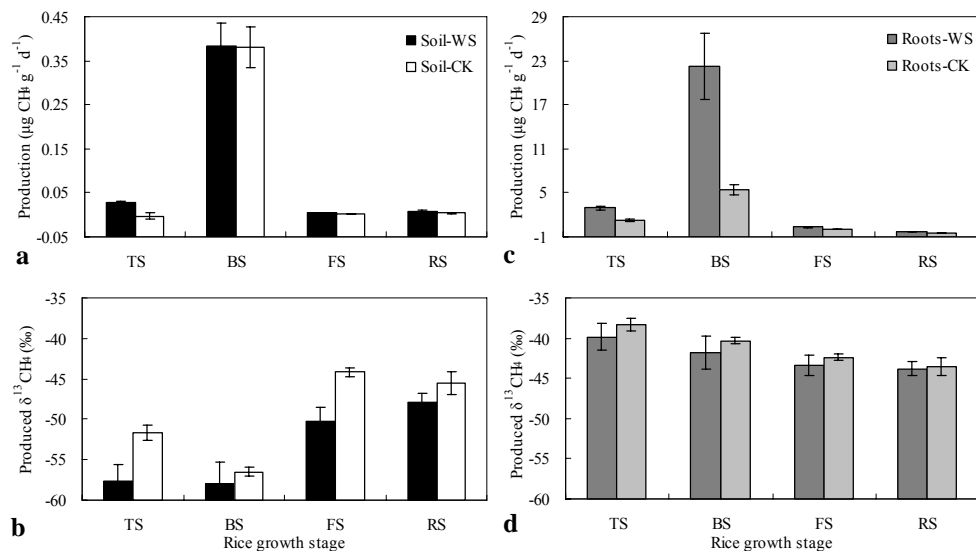 Production (μg CH4 g-1 d-1)
0.45
0.35
0.25
0.15
0.05
-0.05
Soil-WS
Soil-CK
a
TS BS FS RS
Production (μg CH4 g-1 d-1)
29
23
17
11
5
-1
Roots-WS
Roots-CK
c
TS BS FS RS
Produced δ13CH4 (‰)
-35
-40
-45
-50
-55
-60
b
TS BS FS RS
Rice growth stage
Produced δ13CH4 (‰)
-35
-40
-45
-50
-55
-60
d
TS BS FS RS
Rice growth stage